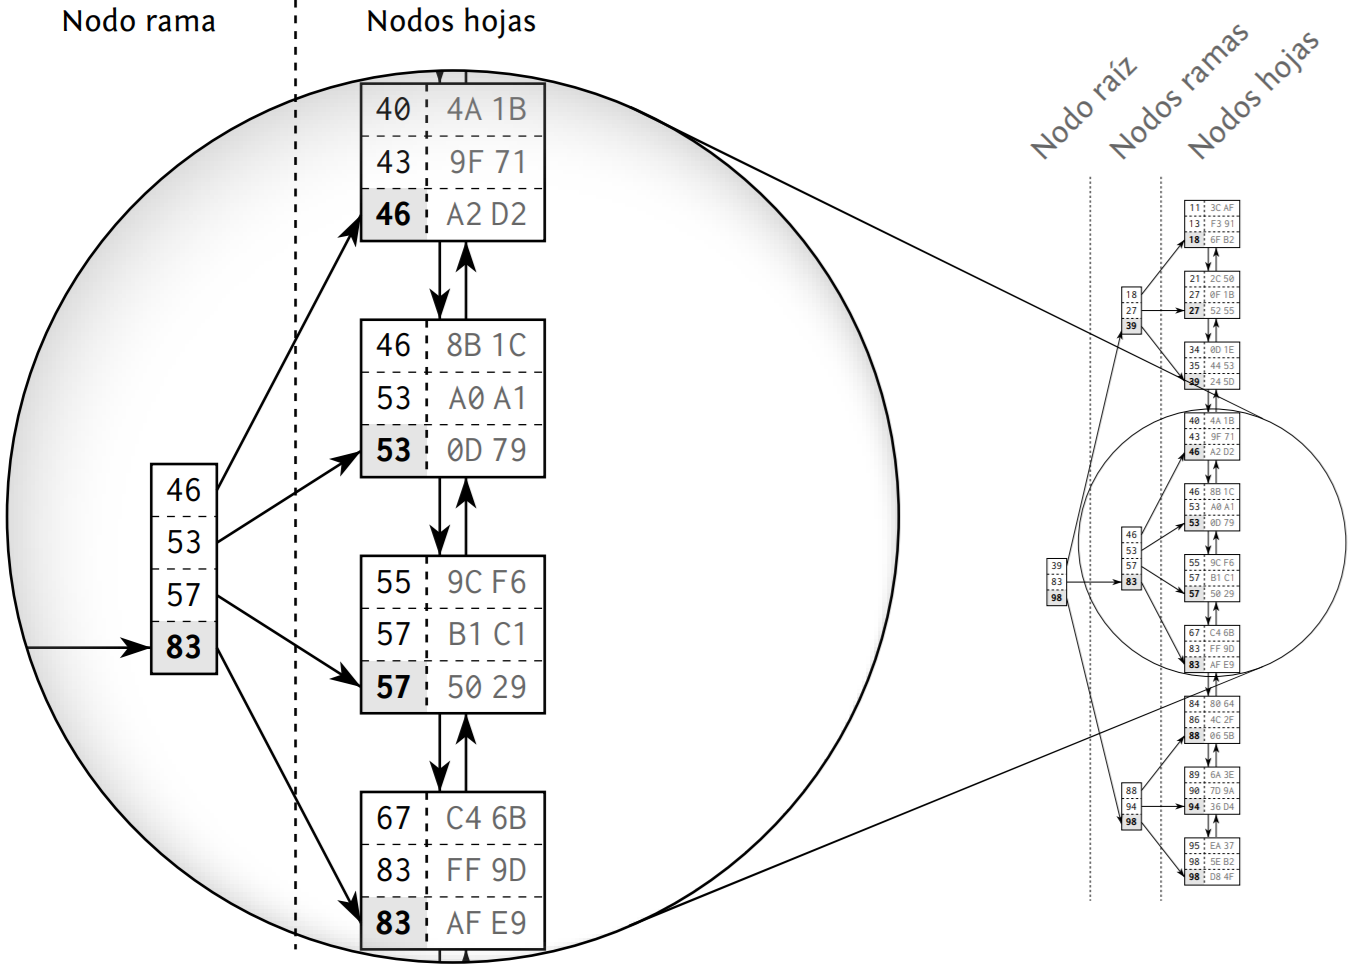 Nodo rama
Nodos hojas
40 4A 1B
43 9F 71
46 A2 D2
46 8B 1C
53 A0 A1
53 0D 79
55 9C F6
57 B1 C1
57 50 29
67 C4 6B
83 FF 9D
83 AF E9
46
53
57
83
Nodo raíz
Nodos ramas
Nodos hojas
39
83
98
18
27
39
46
53
57
83
88
94
98
11 3C AF
13 F3 91
18 6F B2
21 2C 50
27 0F 1B
27 52 55
34 0D 1E
35 44 53
39 24 5D
40 4A 1B
43 9F 71
46 A2 D2
46 8B 1C
53 A0 A1
53 0D 79
55 9C F6
57 B1 C1
57 50 29
67 C4 6B
83 FF 9D
83 AF E9
84 80 64
86 4C 2F
88 06 5B
89 6A 3E
90 7D 9A
94 36 D4
95 EA 37
98 5E B2
98 D8 4F